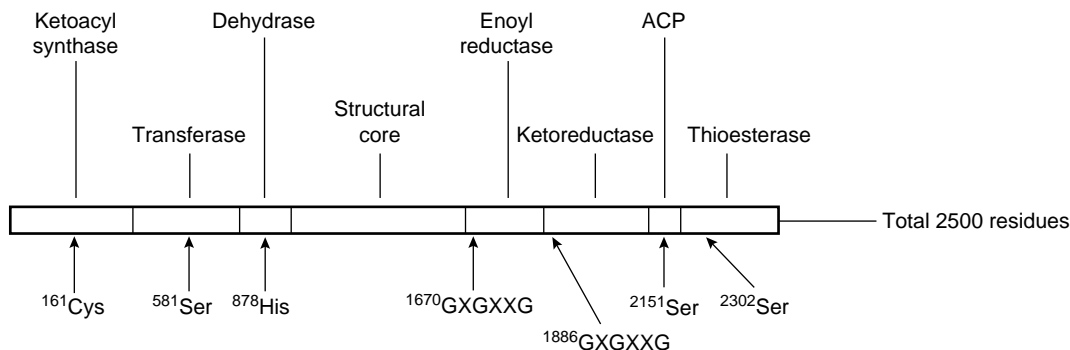 Ketoacyl
synthase
Dehydrase
Enoyl
reductase
ACP
Structural
core
Transferase
Ketoreductase
Thioesterase
Total 2500 residues
161Cys
581Ser
878His
1670GXGXXG
2151Ser
2302Ser
1886GXGXXG